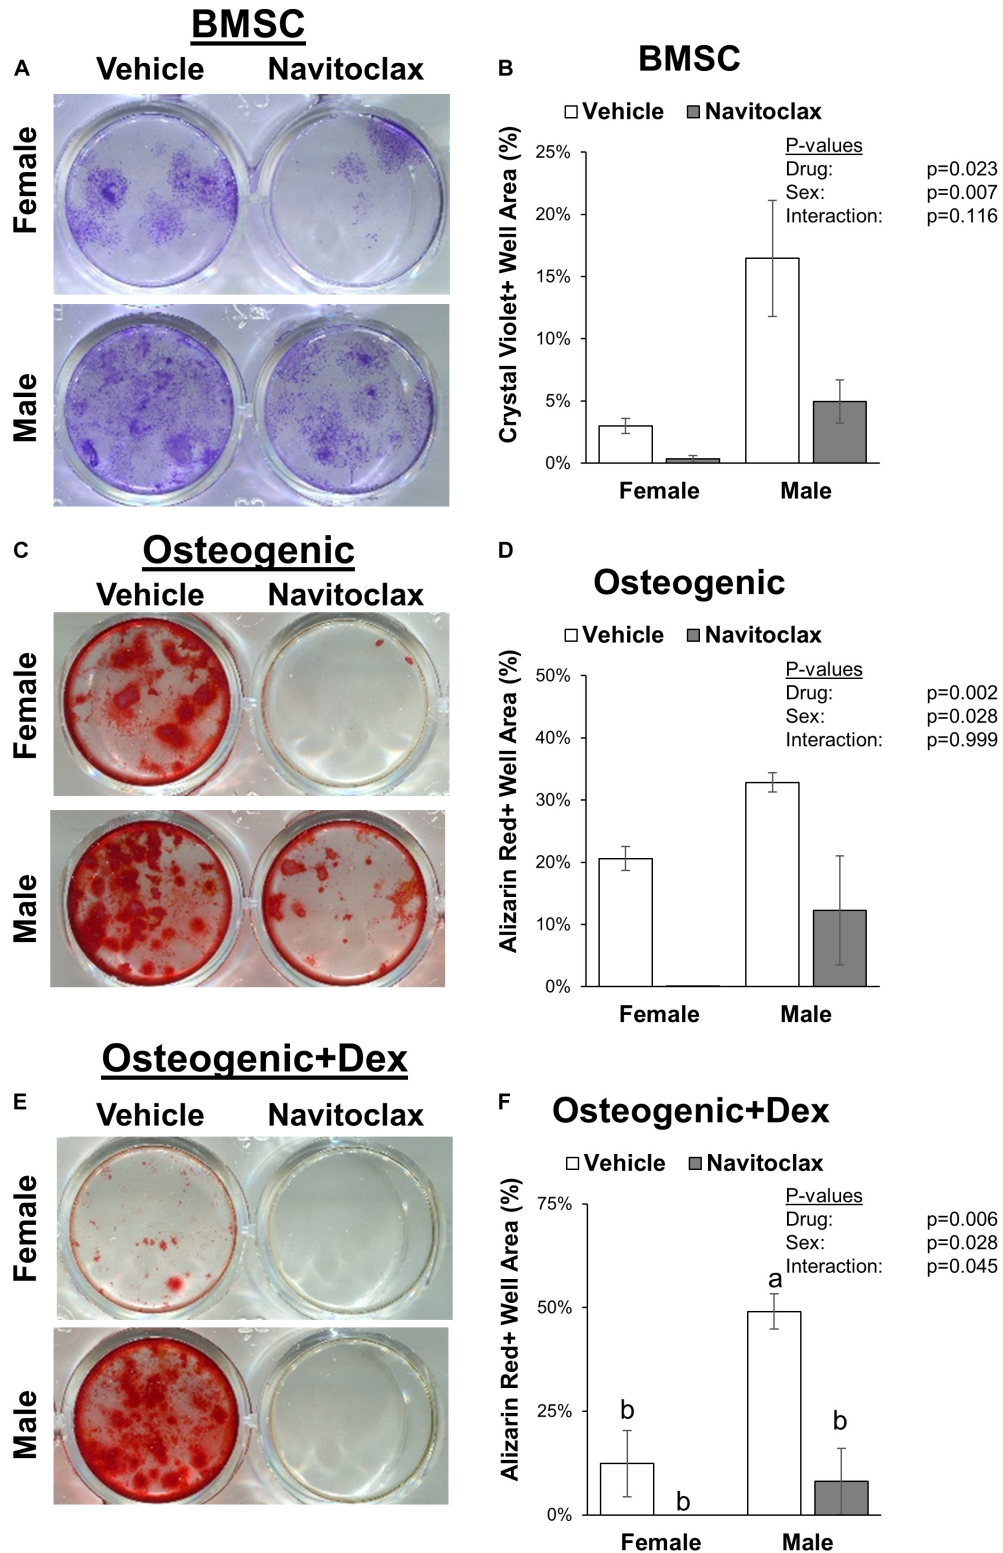 BMSC
A
Vehicle Navitoclax
Female
Male
B
BMSC
Vehicle Navitoclax
P-values
Drug: p=0.023
Sex: p=0.007
Interaction: p=0.116
Crystal Violet+ Well Area (%)
25%
20%
15%
10%
5%
0%
Female Male
C
Osteogenic
Vehicle Navitoclax
Female
Male
D
Osteogenic
Vehicle Navitoclax
P-values
Drug: p=0.002
Sex: p=0.028
Interaction: p=0.999
Alizarin Red+ Well Area (%)
50%
40%
30%
20%
10%
0%
Female Male
Osteogenic+Dex
E
Vehicle Navitoclax
Female
Male
F
Osteogenic+Dex
Vehicle Navitoclax
P-values
Drug: p=0.006
Sex: p=0.028
Interaction: p=0.045
Alizarin Red+ Well Area (%)
75%
50%
25%
0%
b
b
a
b
Female Male